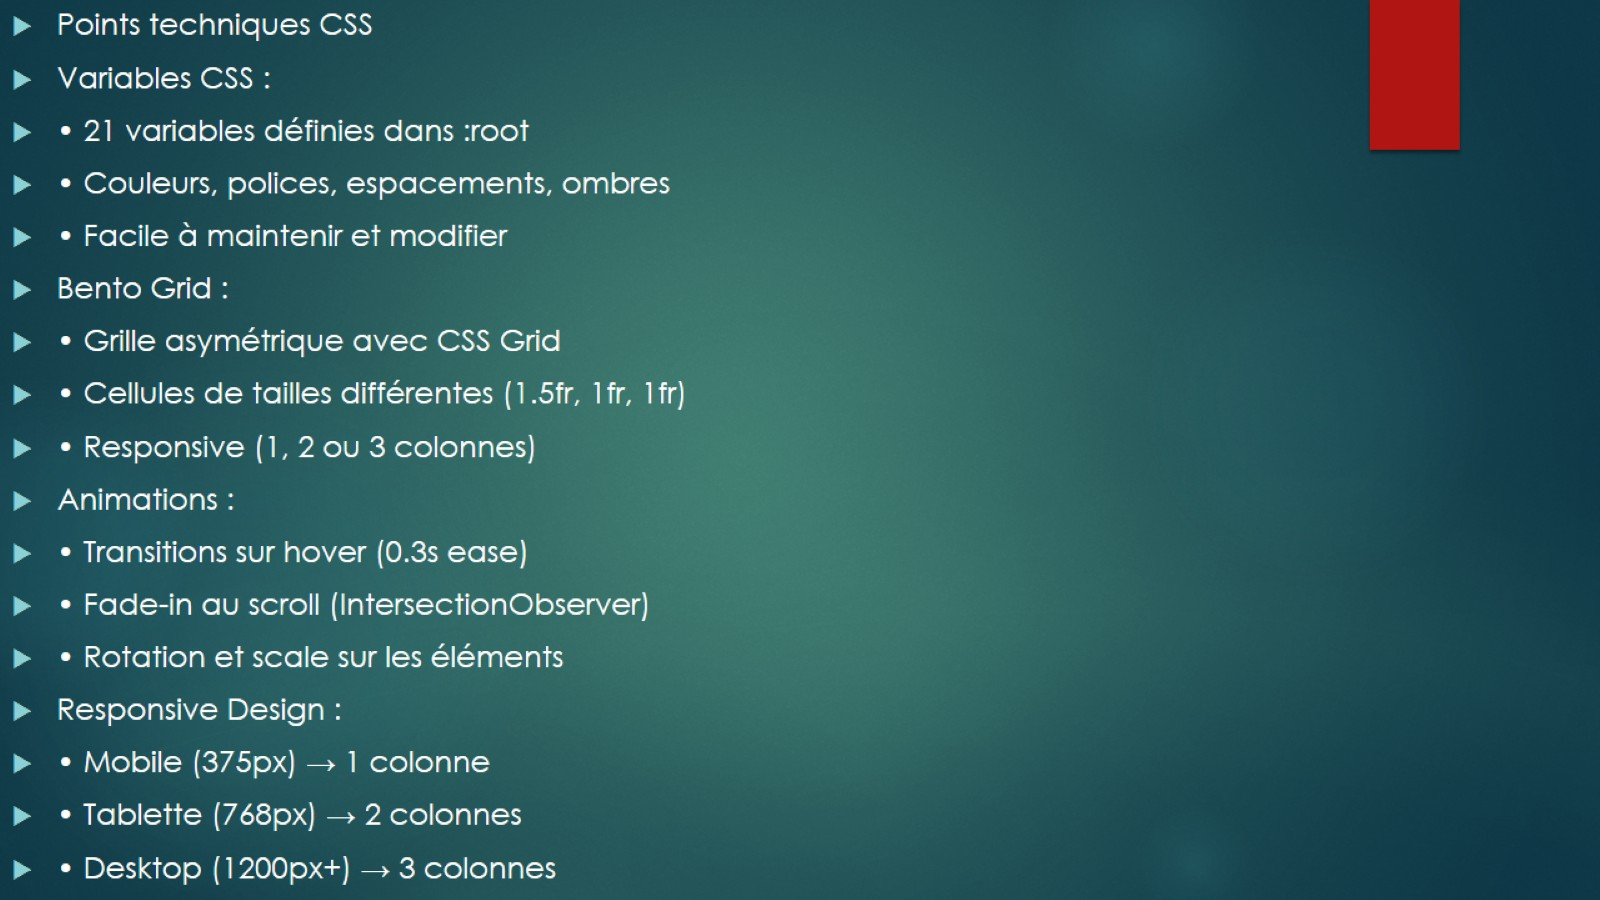 Points techniques CSS
Variables CSS :
• 21 variables définies dans :root
• Couleurs, polices, espacements, ombres
• Facile à maintenir et modifier
Bento Grid :
• Grille asymétrique avec CSS Grid
• Cellules de tailles différentes (1.5fr, 1fr, 1fr)
• Responsive (1, 2 ou 3 colonnes)
Animations :
• Transitions sur hover (0.3s ease)
• Fade-in au scroll (IntersectionObserver)
• Rotation et scale sur les éléments
Responsive Design :
• Mobile (375px) → 1 colonne
• Tablette (768px) → 2 colonnes
• Desktop (1200px+) → 3 colonnes